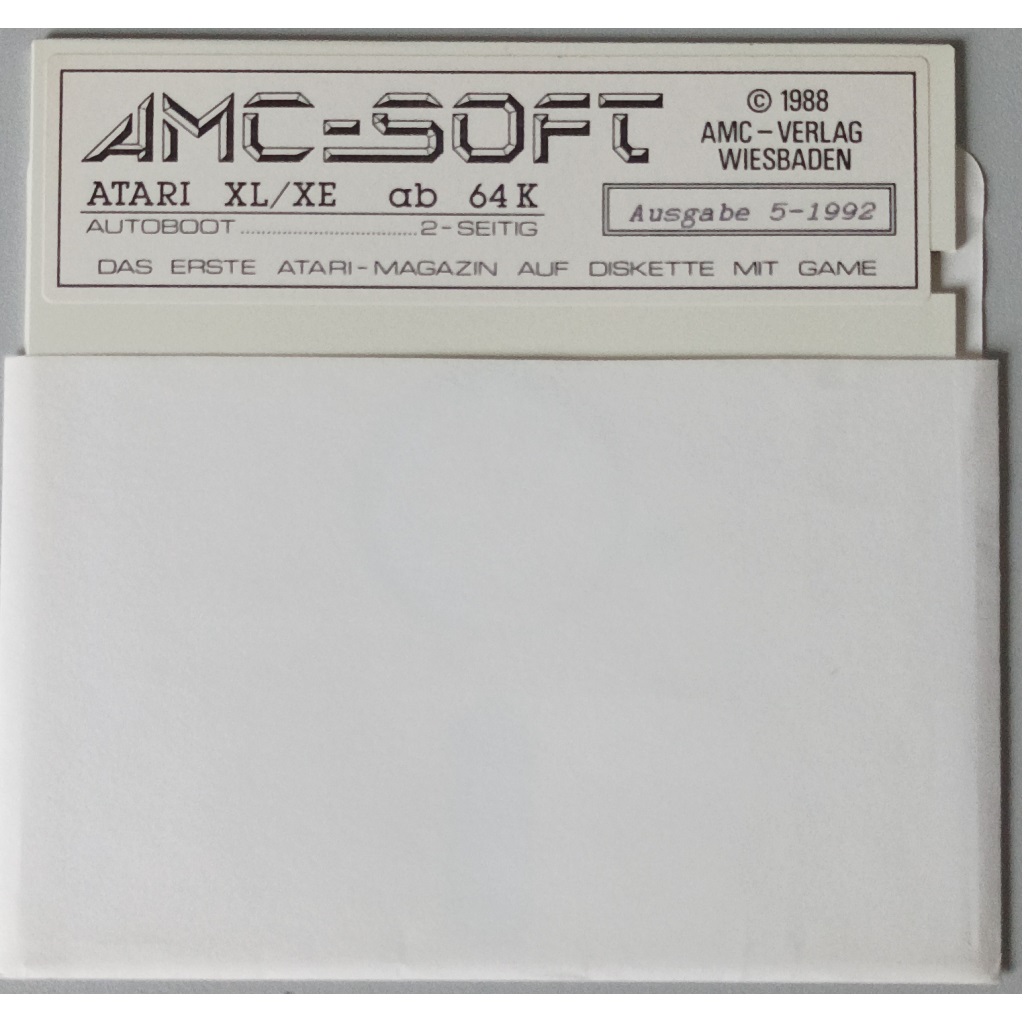 AMC-SOFT
© 1988
AMC-VERLAG
WIESBADEN
ATARI XL/XE ab 64K
AUTOBOOT..............................2-SEITIG
Ausgabe 5-1992
DAS ERSTE ATARI-MAGAZIN AUF DISKETTE MIT GAME